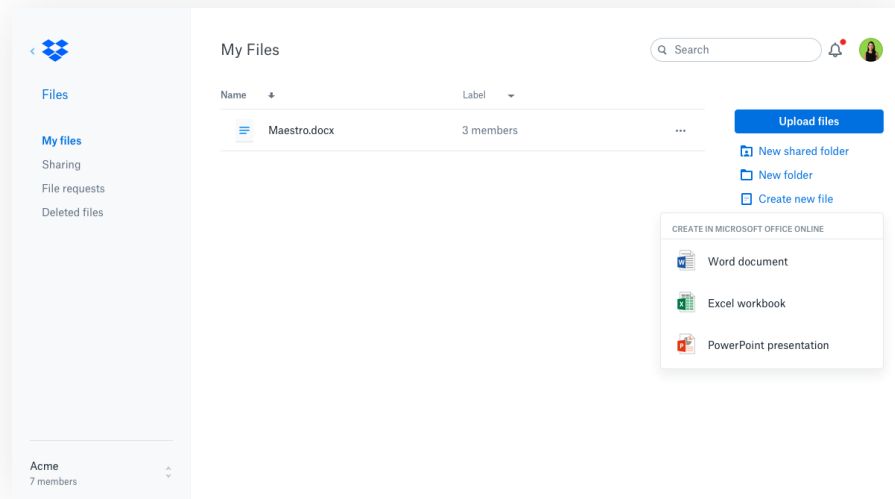 My Files
Search
Files
My files
Sharing
File requests
Deleted files
Acme
7 members
Name
Label
Maestro.docx
3 members
Upload files
New shared folder
New folder
Create new file
CREATE IN MICROSOFT OFFICE ONLINE
Word document
Excel workbook
PowerPoint presentation